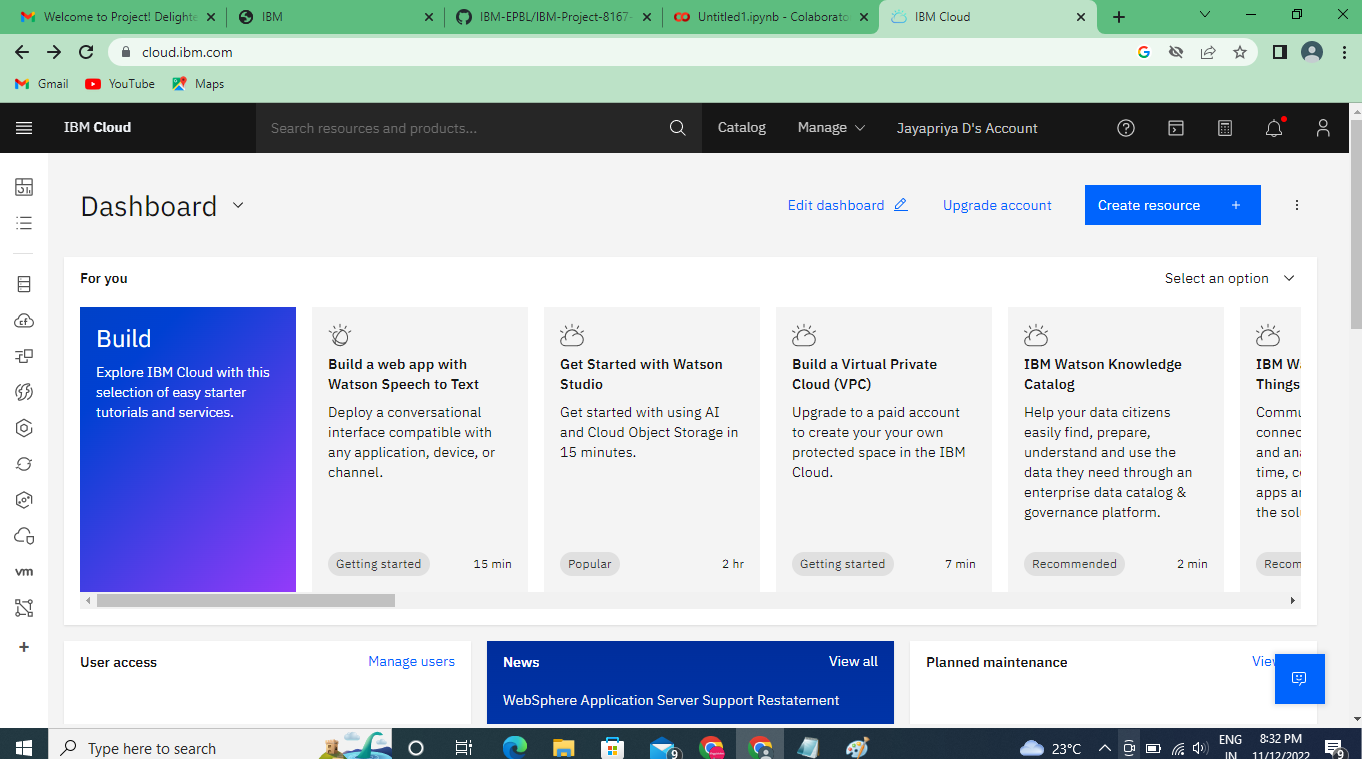 Welcome to Project! Delighte
IBM
IBM-EPBL/IBM-Project-8167-
Untitled1.ipynb - Colaborato
IBM Cloud
cloud.ibm.com
Gmail
YouTube
Maps
IBM Cloud
Search resources and products...
Catalog
Manage
Jayapriya D's Account
Dashboard
Edit dashboard
Upgrade account
Create resource +
For you
Select an option
Build
Explore IBM Cloud with this
selection of easy starter
tutorials and services.
Build a web app with
Watson Speech to Text
Deploy a conversational
interface compatible with
any application, device, or
channel.
Getting started
15 min
Get Started with Watson
Studio
Get started with using AI
and Cloud Object Storage in
15 minutes.
Popular
2 hr
Build a Virtual Private
Cloud (VPC)
Upgrade to a paid account
to create your your own
protected space in the IBM
Cloud.
Getting started
7 min
IBM Watson Knowledge
Catalog
Help your data citizens
easily find, prepare,
understand and use the
data they need through an
enterprise data catalog &
governance platform.
Recommended
2 min
IBM W
Things
Commu
connec
and ana
time, co
apps an
the solu
Recom
cf
vm
User access
Manage users
News
View all
WebSphere Application Server Support Restatement
Planned maintenance
View
Type here to search
9
23°C
ENG
IN
8:32 PM
11/12/2022
9